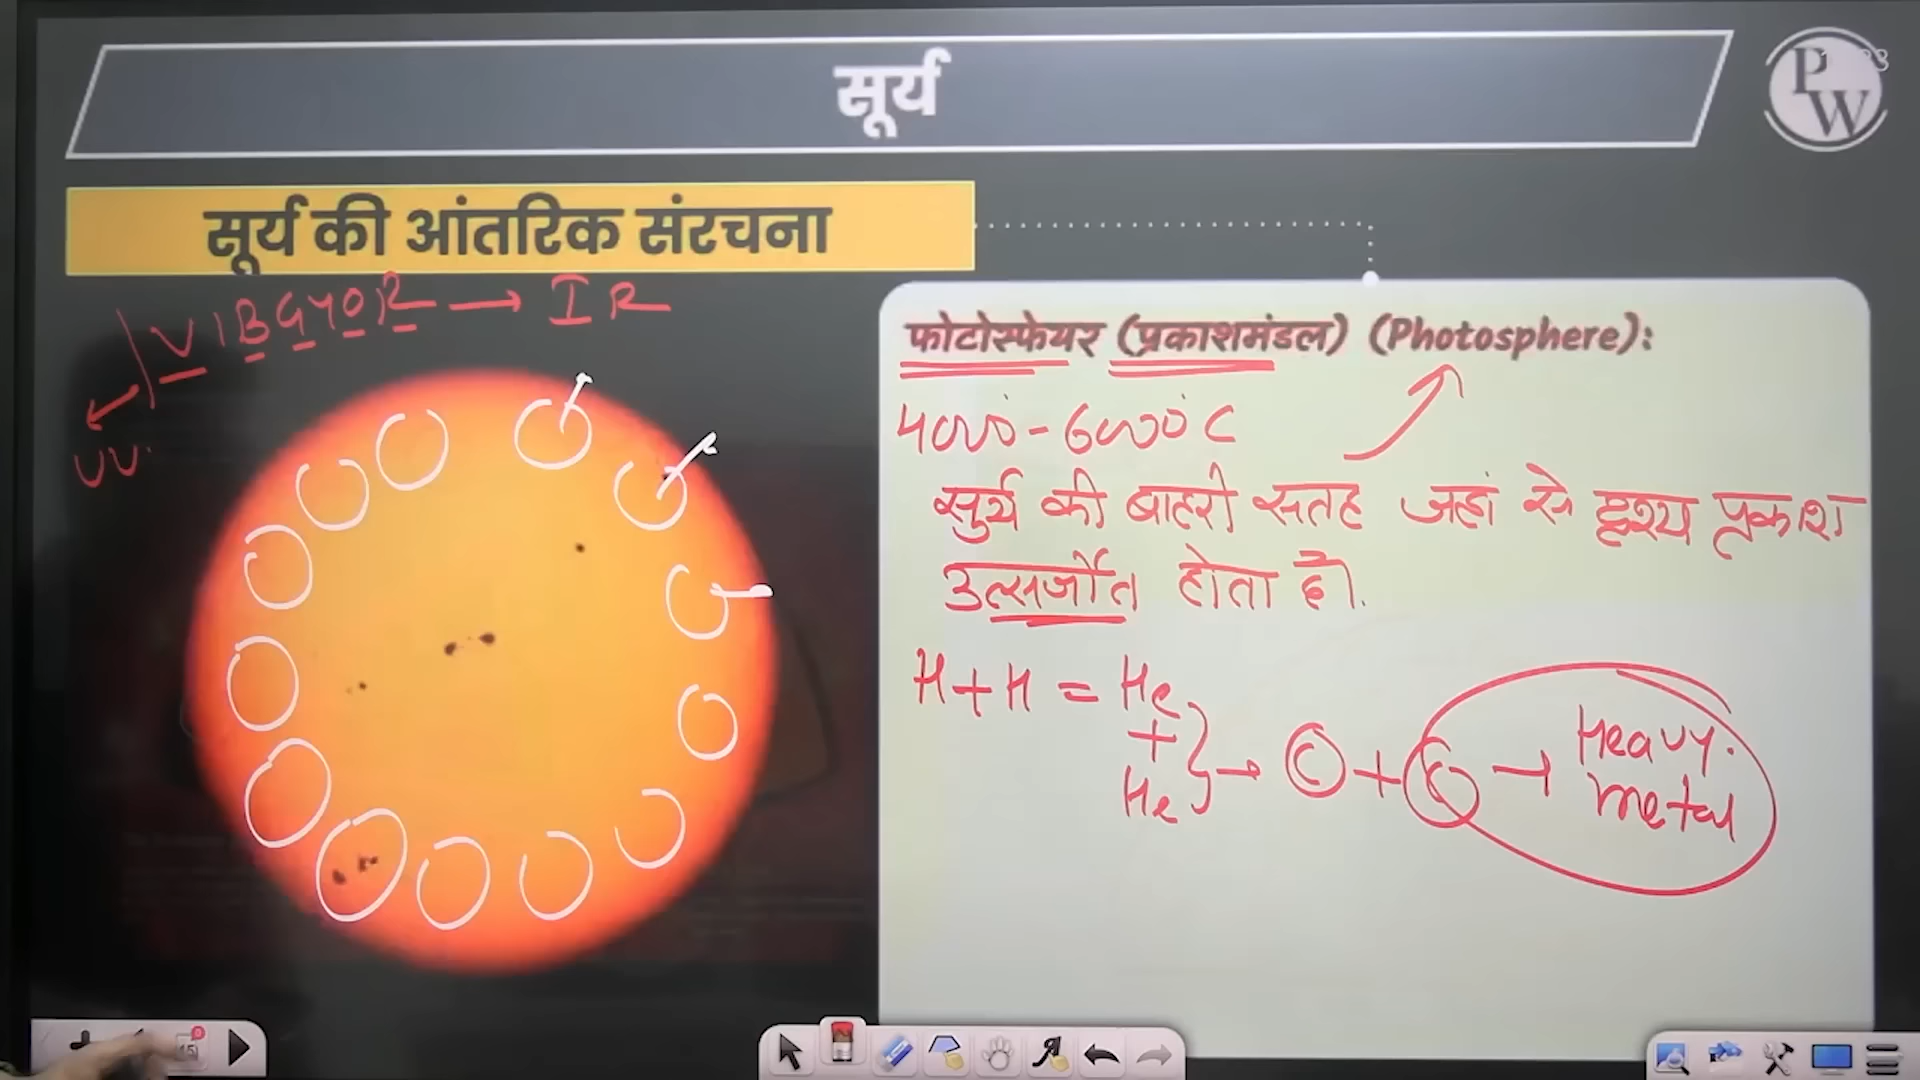 सूर्य
PW
सूर्य की आंतरिक संरचना
VIBGYOR → IR
UV.
फोटोस्फेयर (प्रकाशमंडल) (Photosphere):
4000° - 6000°C
सुर्य की बाहरी सतह जहां से दृश्य प्रकाश
उत्सर्जीत होता है।
H + H = He
+
He
→ C + C → Heavy.
metal